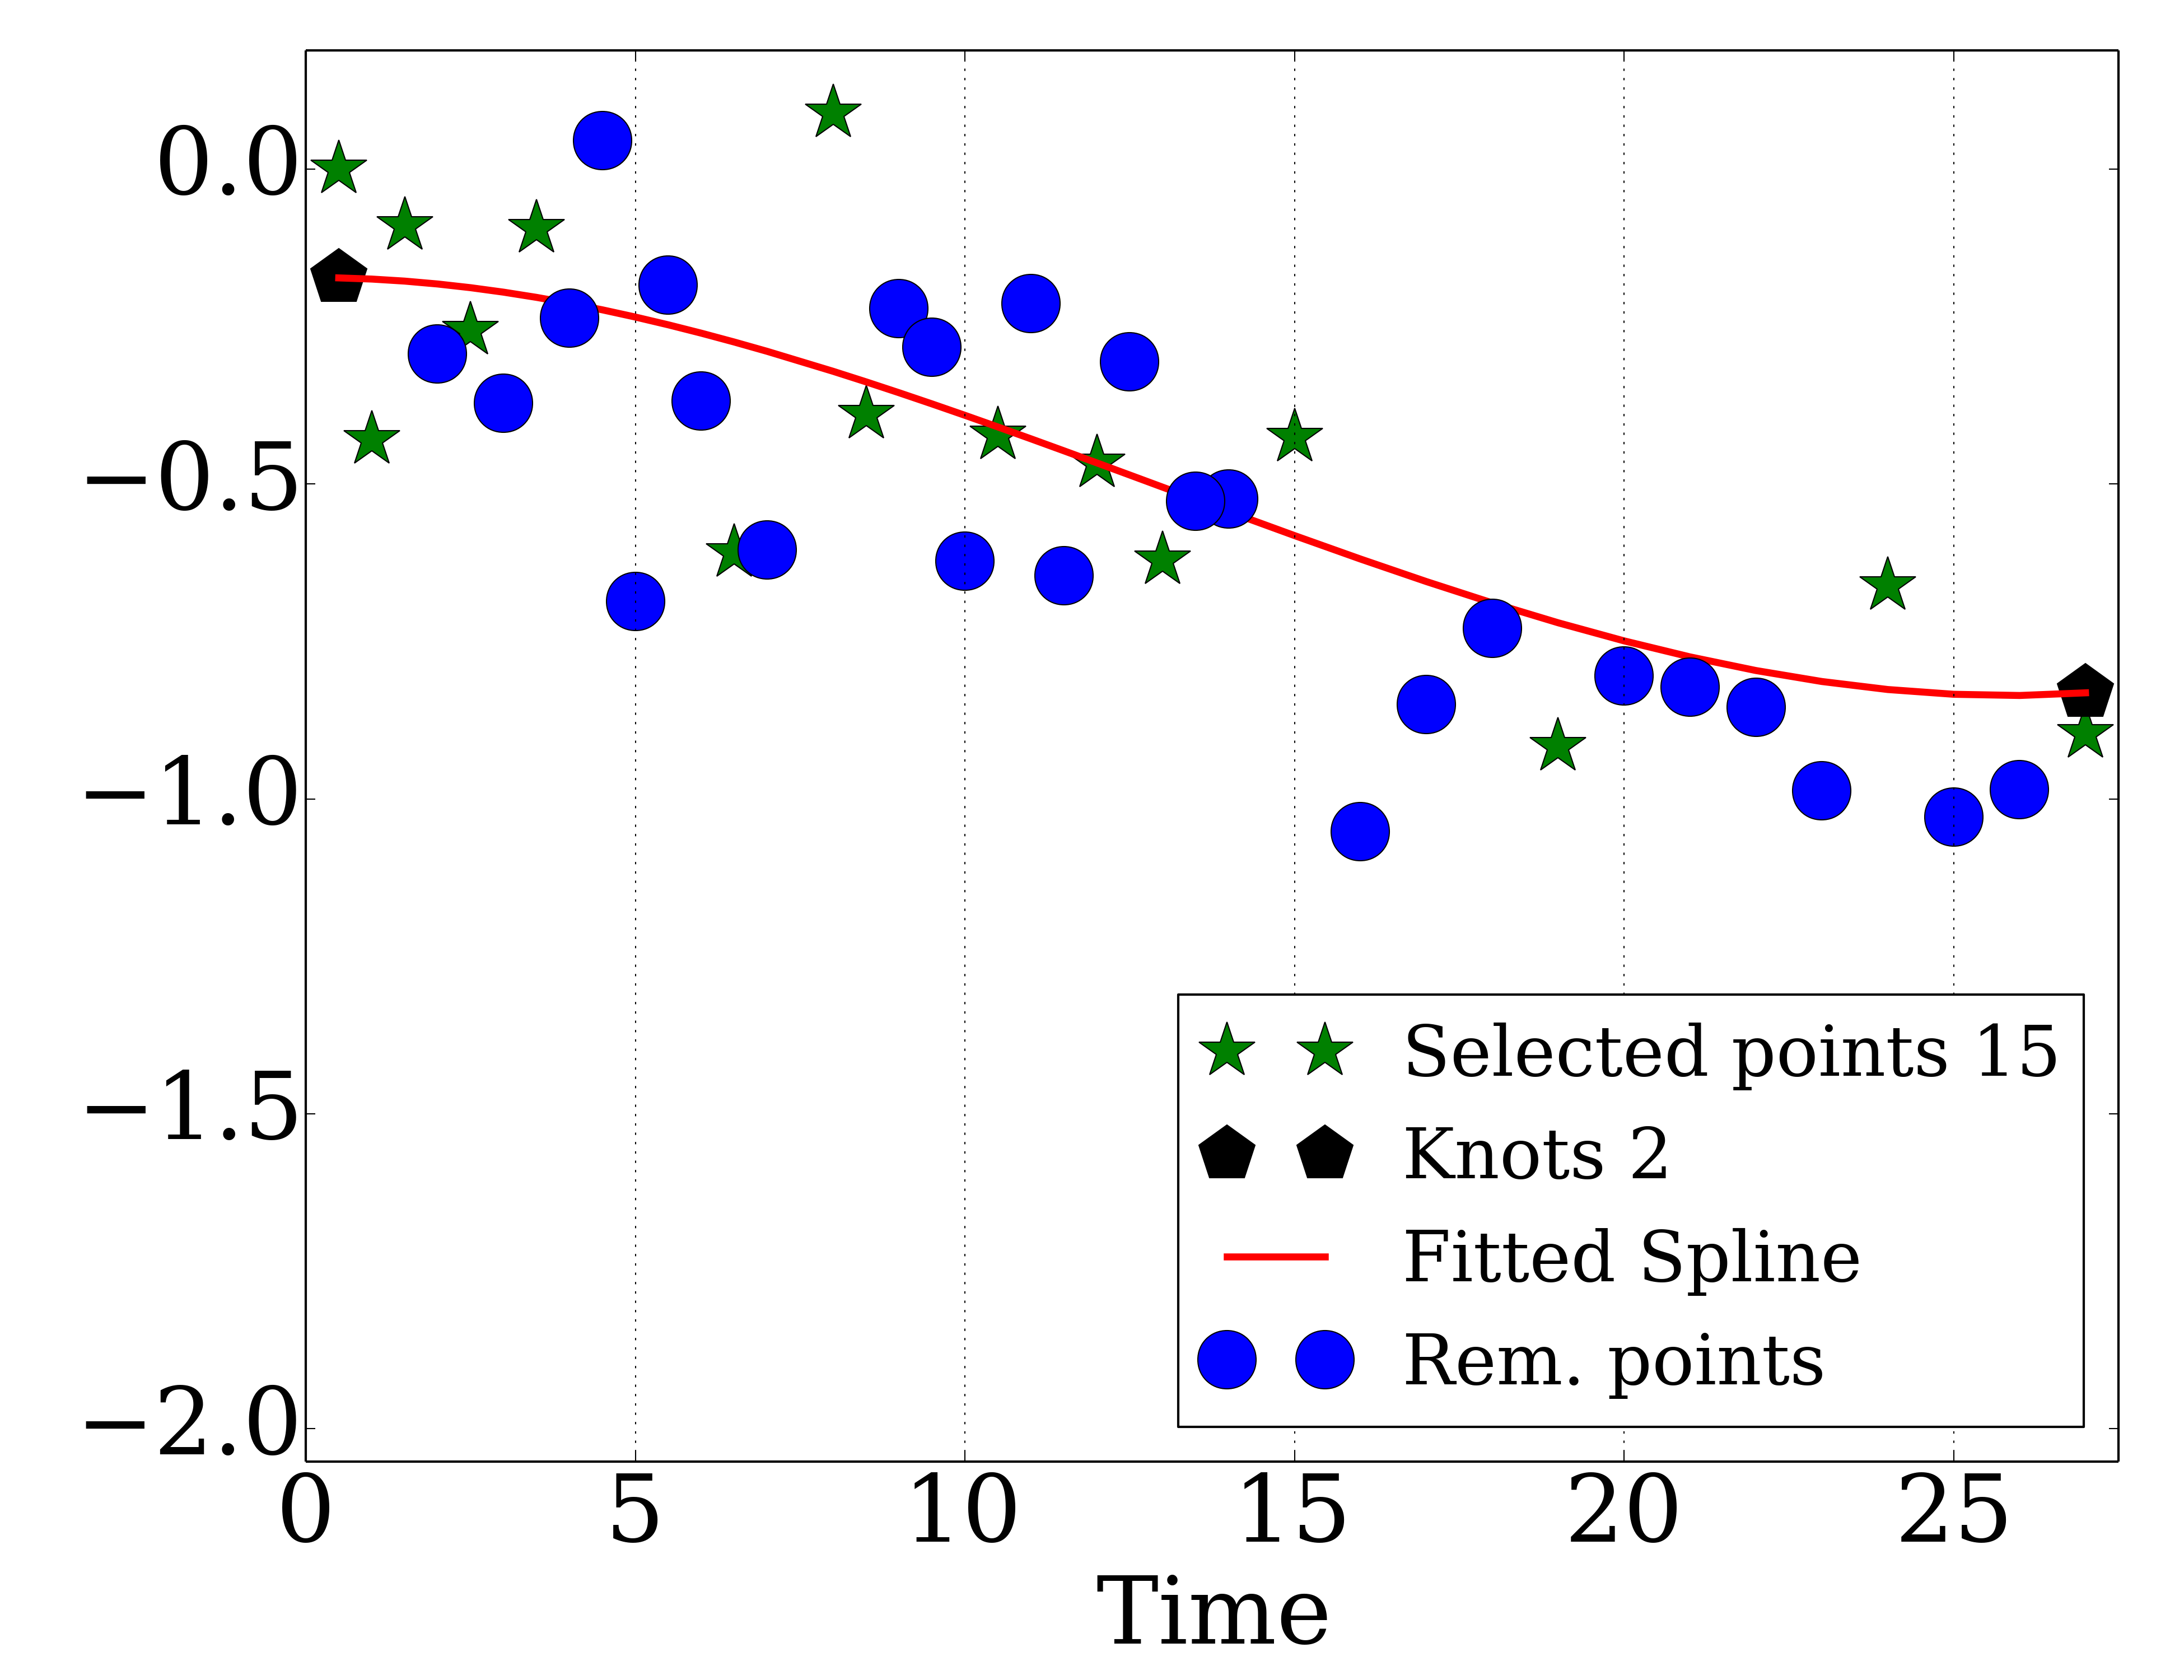 0.0
−0.5
−1.0
−1.5
−2.0
0 5 10 15 20 25
Time
Selected points 15
Knots 2
Fitted Spline
Rem. points